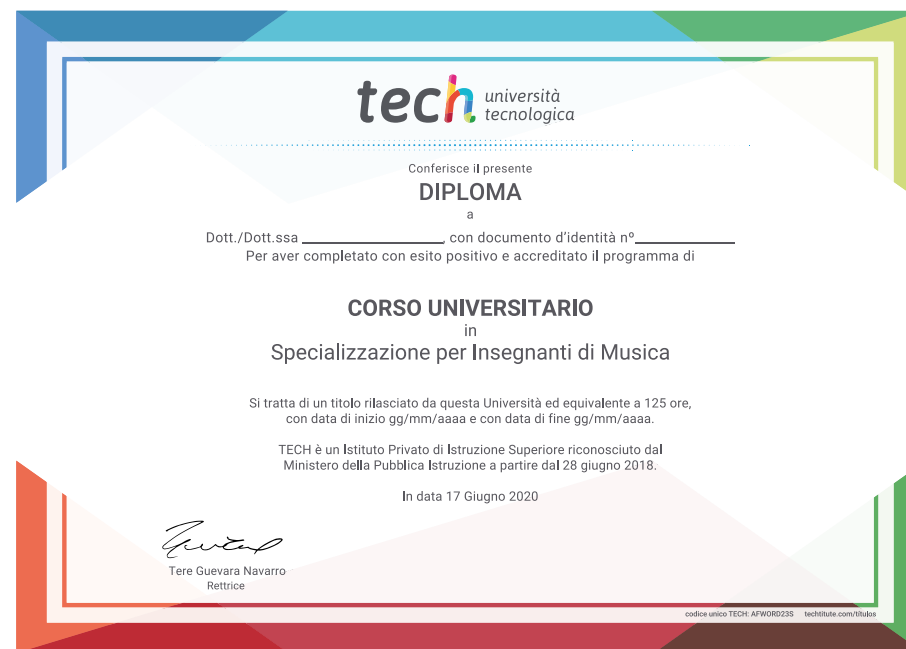 tech università
tecnologica
Conferisce il presente
DIPLOMA
a
Dott./Dott.ssa ____________________, con documento d'identità nº______________
Per aver completato con esito positivo e accreditato il programma di
CORSO UNIVERSITARIO
in
Specializzazione per Insegnanti di Musica
Si tratta di un titolo rilasciato da questa Università ed equivalente a 125 ore,
con data di inizio gg/mm/aaaa e con data di fine gg/mm/aaaa.
TECH è un Istituto Privato di Istruzione Superiore riconosciuto dal
Ministero della Pubblica Istruzione a partire dal 28 giugno 2018.
In data 17 Giugno 2020
Tere Guevara Navarro
Rettrice
codice unico TECH: AFWORD23S techtitute.com/titulos